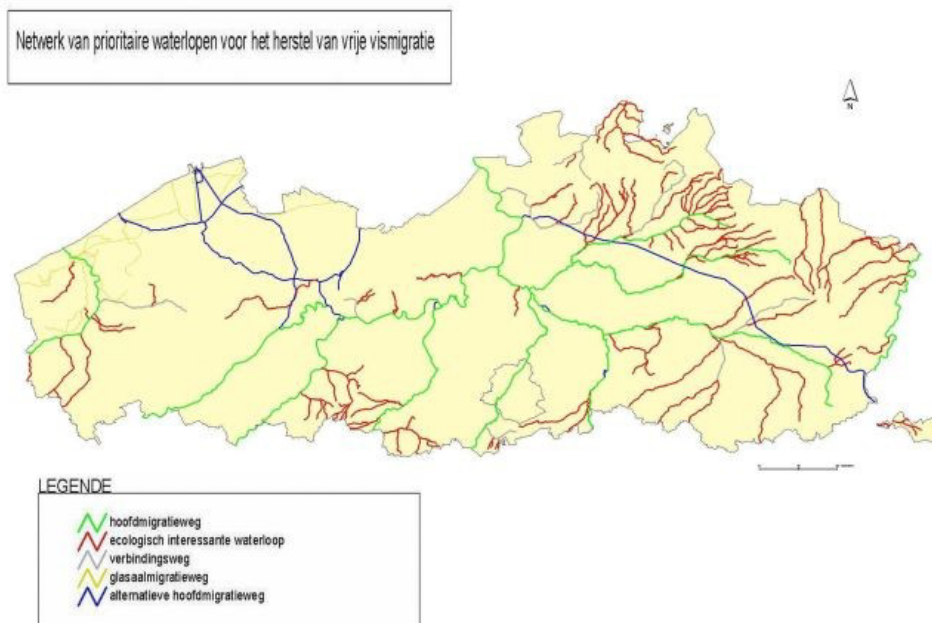 Netwerk van prioritaire waterlopen voor het herstel van vrije vismigratie
N
LEGENDE
hoofdmigratieweg
ecologisch interessante waterloop
verbindingsweg
glasaalmigratieweg
alternatieve hoofdmigratieweg